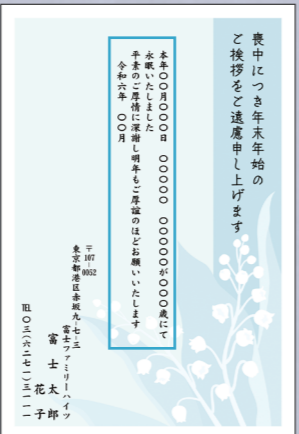 喪中につき年末年始の
ご挨拶をご遠慮申し上げます
本年〇〇月〇〇〇日　〇〇〇〇〇　〇〇〇〇〇が〇〇〇歳にて
永眠いたしました
平素のご厚情に深謝し明年もご厚誼のほどお願いいたします
令和六年　〇〇月
〒107-0052
東京都港区赤坂九-七-三
富士ファミリーハイツ
富士太郎
花子
℡〇三(六二七一)三一一一